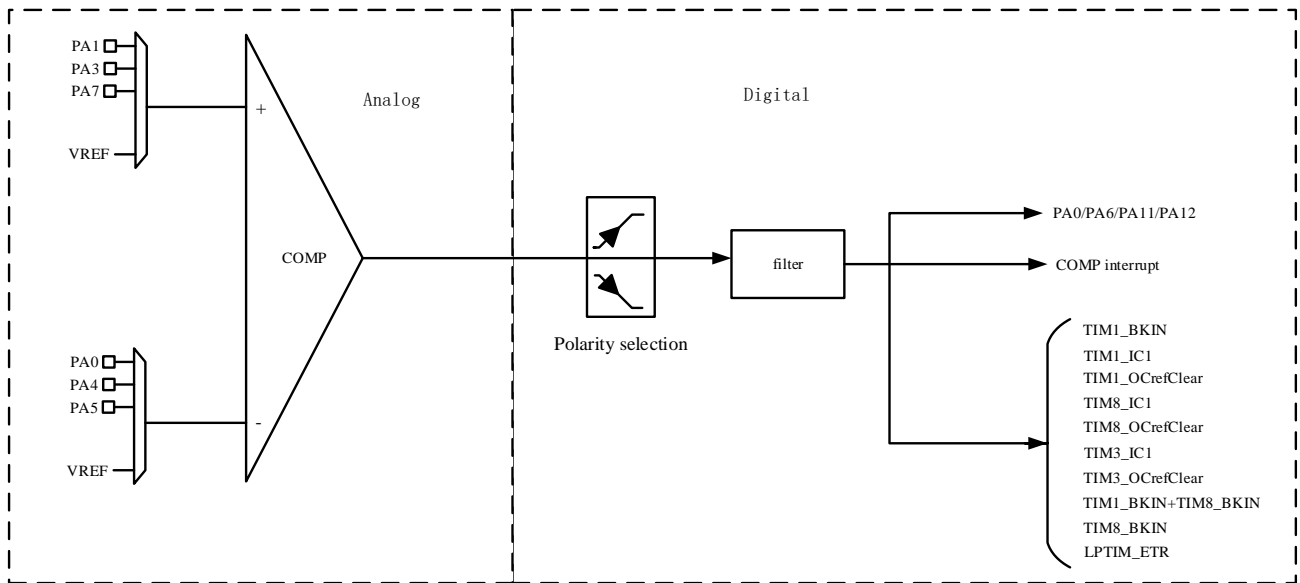 PA1
PA3
PA7
VREF
+
Analog
Digital
COMP
PA0
PA4
PA5
VREF
-
Polarity selection
filter
PA0/PA6/PA11/PA12
COMP interrupt
TIM1_BKIN
TIM1_IC1
TIM1_OCrefClear
TIM8_IC1
TIM8_OCrefClear
TIM3_IC1
TIM3_OCrefClear
TIM1_BKIN+TIM8_BKIN
TIM8_BKIN
LPTIM_ETR